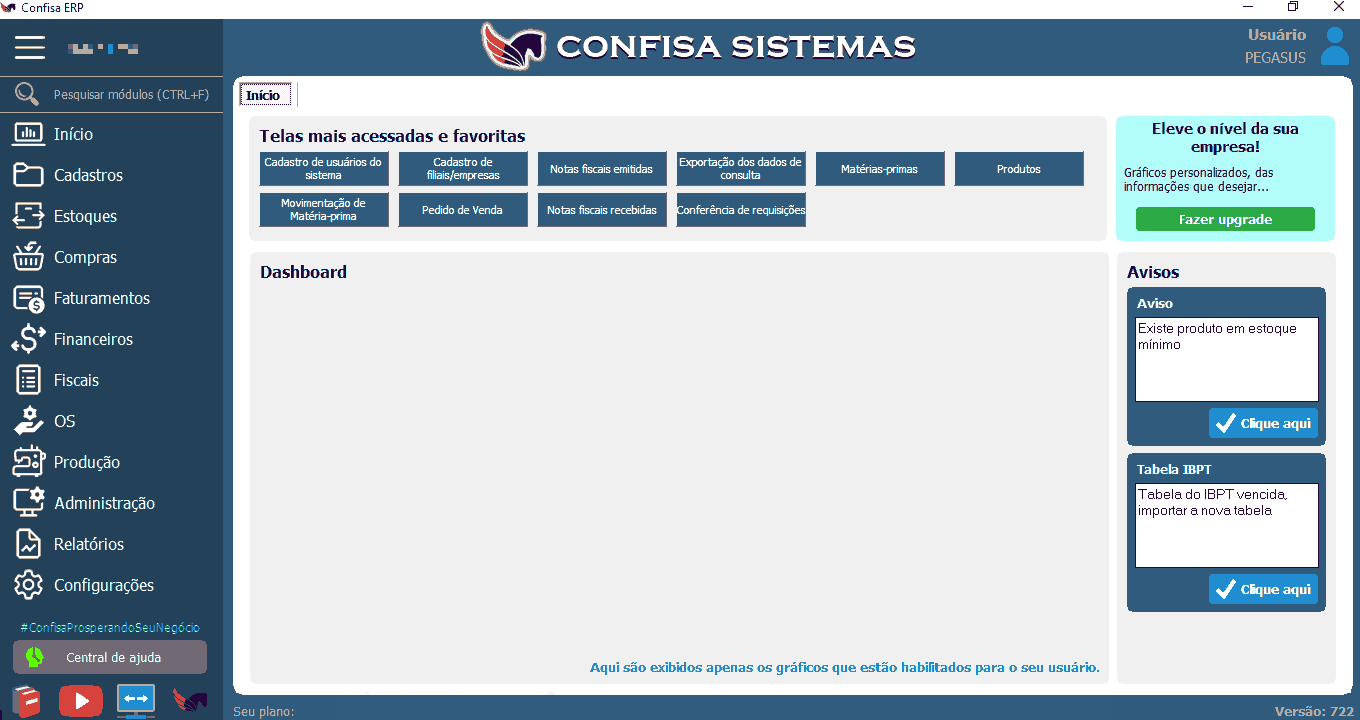 Confisa ERP
CONFISA SISTEMAS
Usuário
PEGASUS
Pesquisar módulos (CTRL+F)
Início
Cadastros
Estoques
Compras
Faturamentos
Financeiros
Fiscais
OS
Produção
Administração
Relatórios
Configurações
#ConfisaProsperandoSeuNegócio
Central de ajuda
Início
Telas mais acessadas e favoritas
Cadastro de usuários do
sistema
Cadastro de
filiais/empresas
Notas fiscais emitidas
Exportação dos dados de
consulta
Matérias-primas
Produtos
Movimentação de
Matéria-prima
Pedido de Venda
Notas fiscais recebidas
Conferência de requisições
Eleve o nível da sua
empresa!
Gráficos personalizados, das
informações que desejar...
Fazer upgrade
Dashboard
Aqui são exibidos apenas os gráficos que estão habilitados para o seu usuário.
Avisos
Aviso
Existe produto em estoque
mínimo
Clique aqui
Tabela IBPT
Tabela do IBPT vencida,
importar a nova tabela
Clique aqui
Seu plano:
Versão: 722